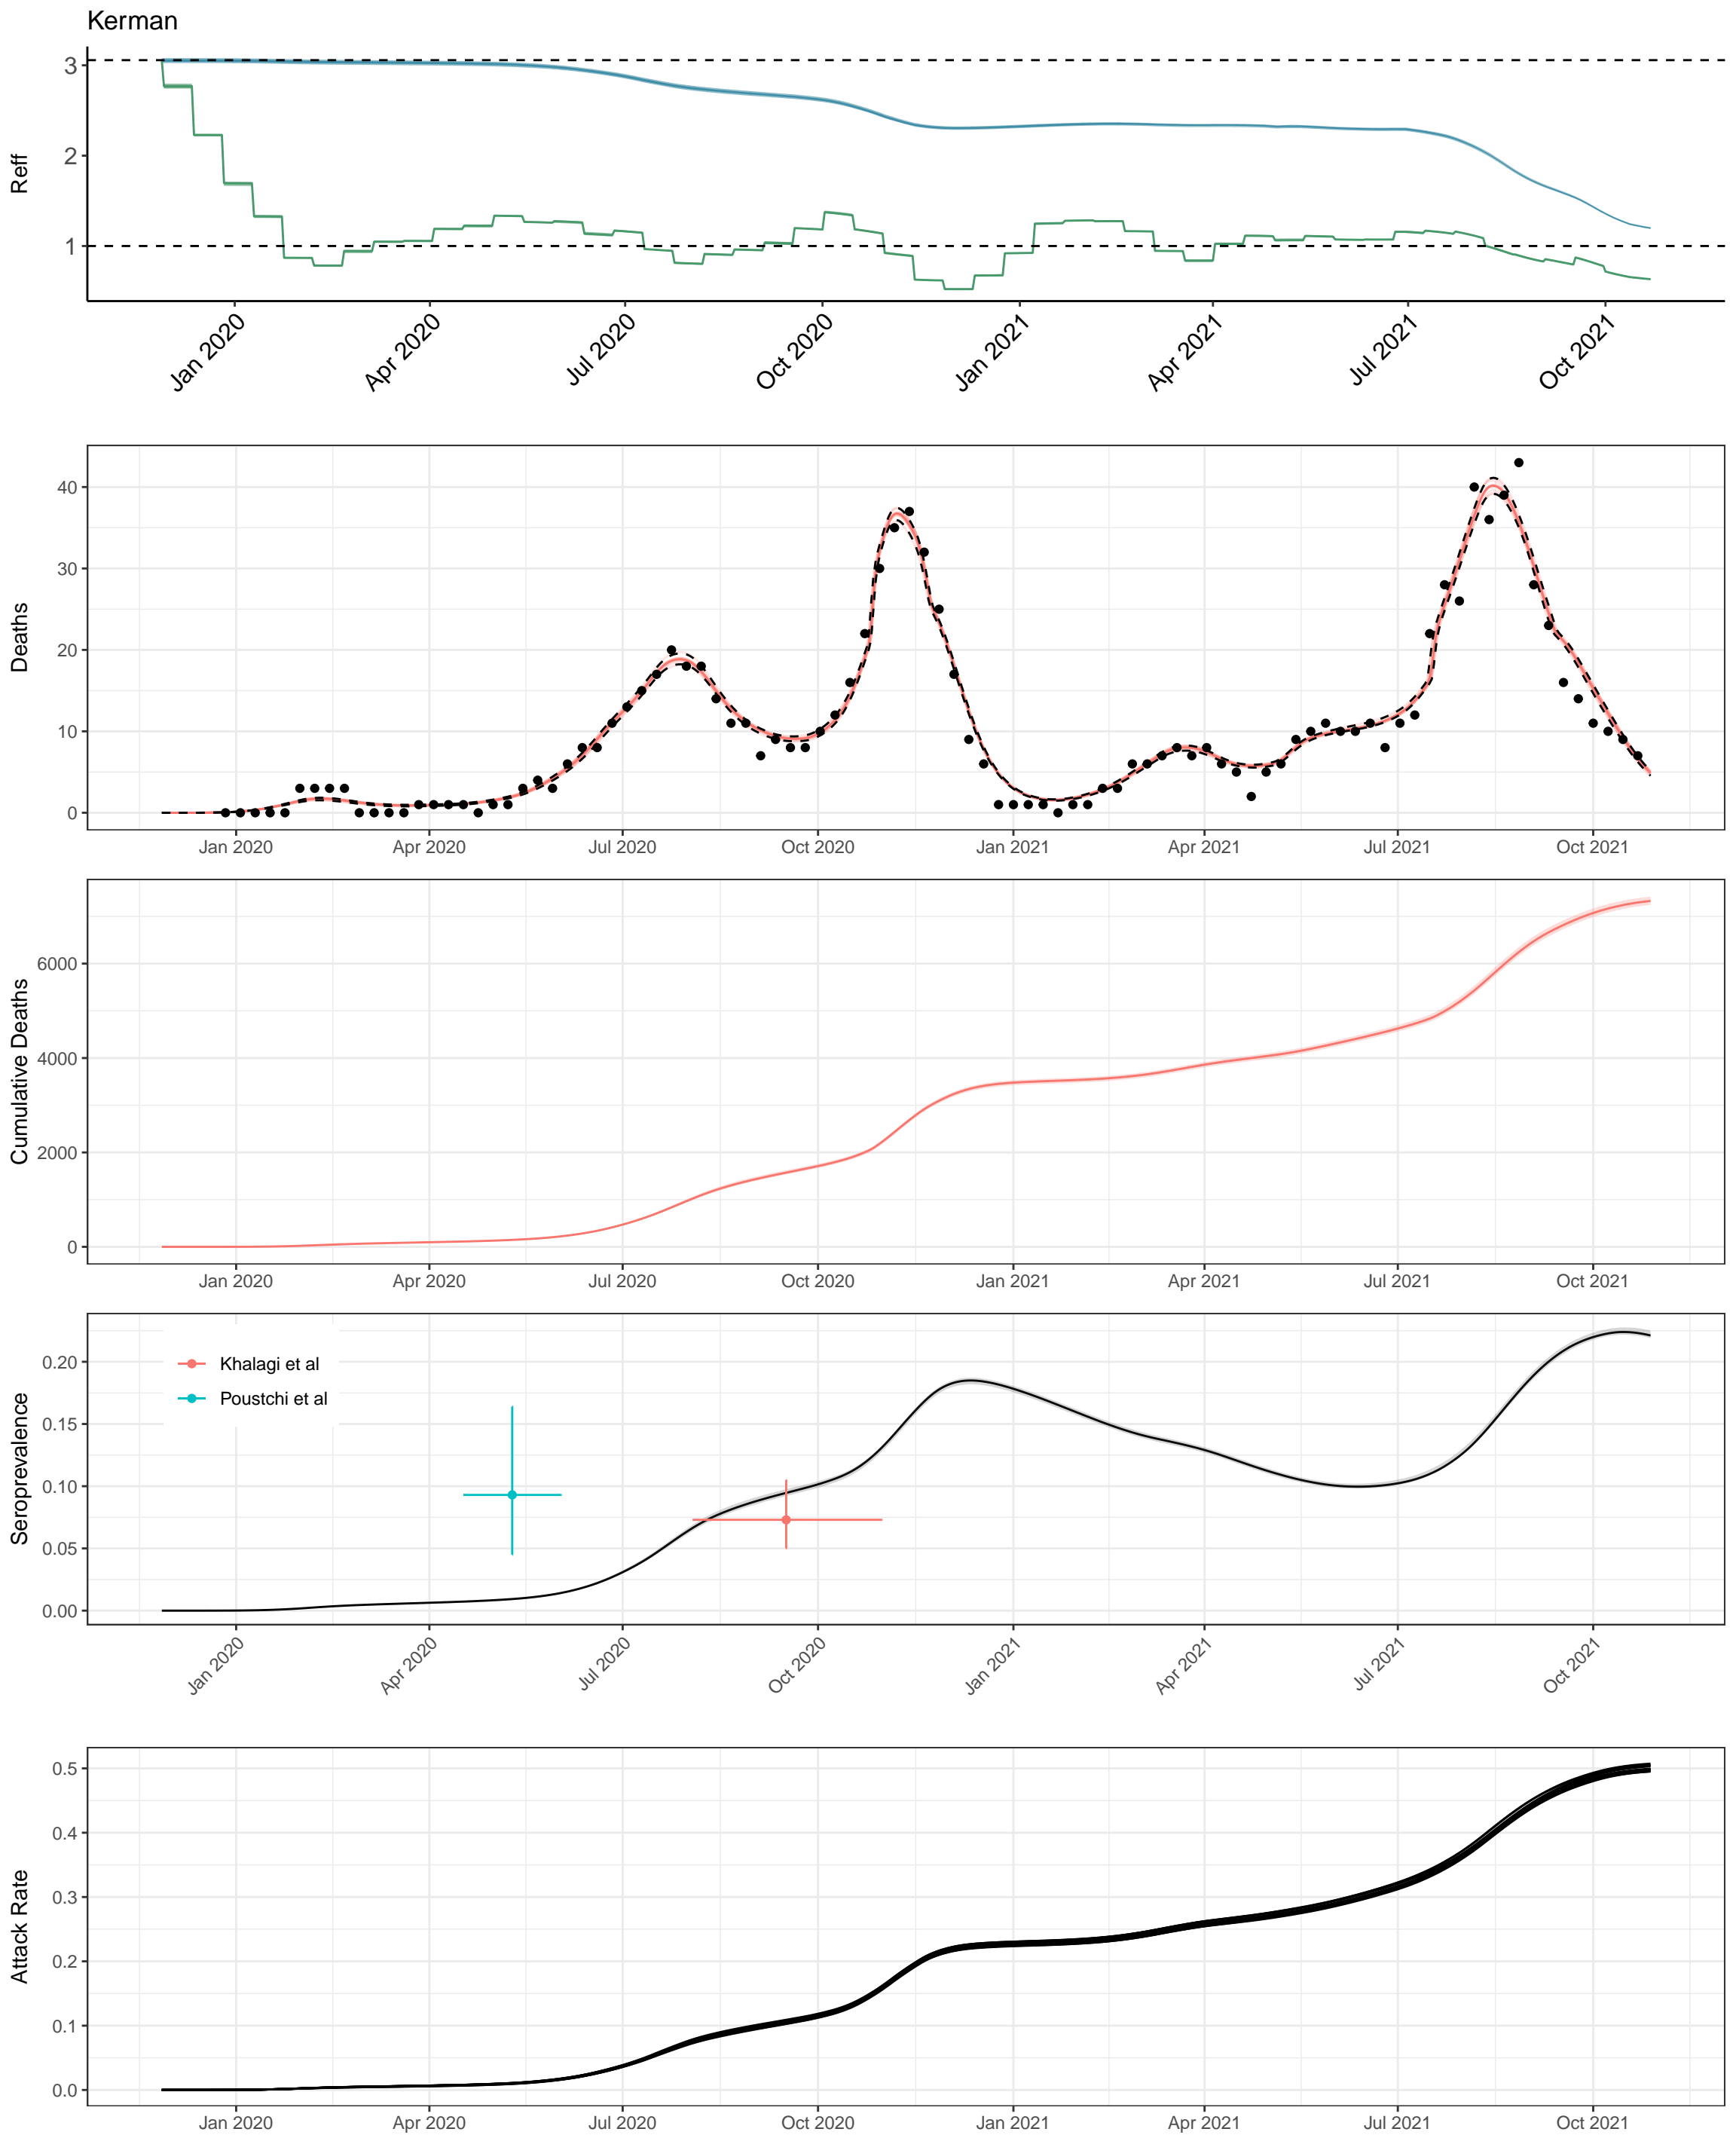 Kerman
Reff
3
2
1
Jan 2020 Apr 2020 Jul 2020 Oct 2020 Jan 2021 Apr 2021 Jul 2021 Oct 2021
Deaths
40
30
20
10
0
Jan 2020 Apr 2020 Jul 2020 Oct 2020 Jan 2021 Apr 2021 Jul 2021 Oct 2021
Cumulative Deaths
6000
4000
2000
0
Jan 2020 Apr 2020 Jul 2020 Oct 2020 Jan 2021 Apr 2021 Jul 2021 Oct 2021
Seroprevalence
0.20
0.15
0.10
0.05
0.00
Khalagi et al
Poustchi et al
Jan 2020 Apr 2020 Jul 2020 Oct 2020 Jan 2021 Apr 2021 Jul 2021 Oct 2021
Attack Rate
0.5
0.4
0.3
0.2
0.1
0.0
Jan 2020 Apr 2020 Jul 2020 Oct 2020 Jan 2021 Apr 2021 Jul 2021 Oct 2021